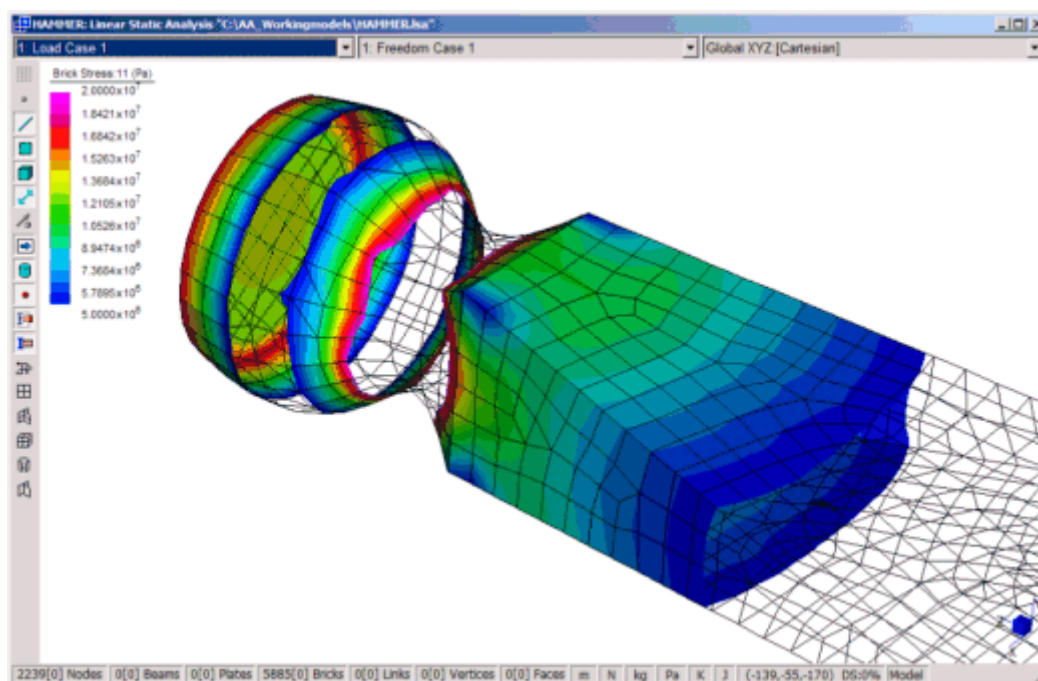 HAMMER: Linear Static Analysis "C:\AA_Workingmodels\HAMMER.lsa"
1: Load Case 1
1: Freedom Case 1
Global XYZ [Cartesian]
Brick Stress:11 (Pa)
2.0000x10⁷
1.8421x10⁷
1.6842x10⁷
1.5263x10⁷
1.3684x10⁷
1.2105x10⁷
1.0526x10⁷
8.9474x10⁶
7.3684x10⁶
5.7895x10⁶
5.0000x10⁶
2239[0] Nodes 0[0] Beams 0[0] Plates 5885[0] Bricks 0[0] Links 0[0] Vertices 0[0] Faces m N kg Pa K J (-139,-55,-170) DS:0% Model